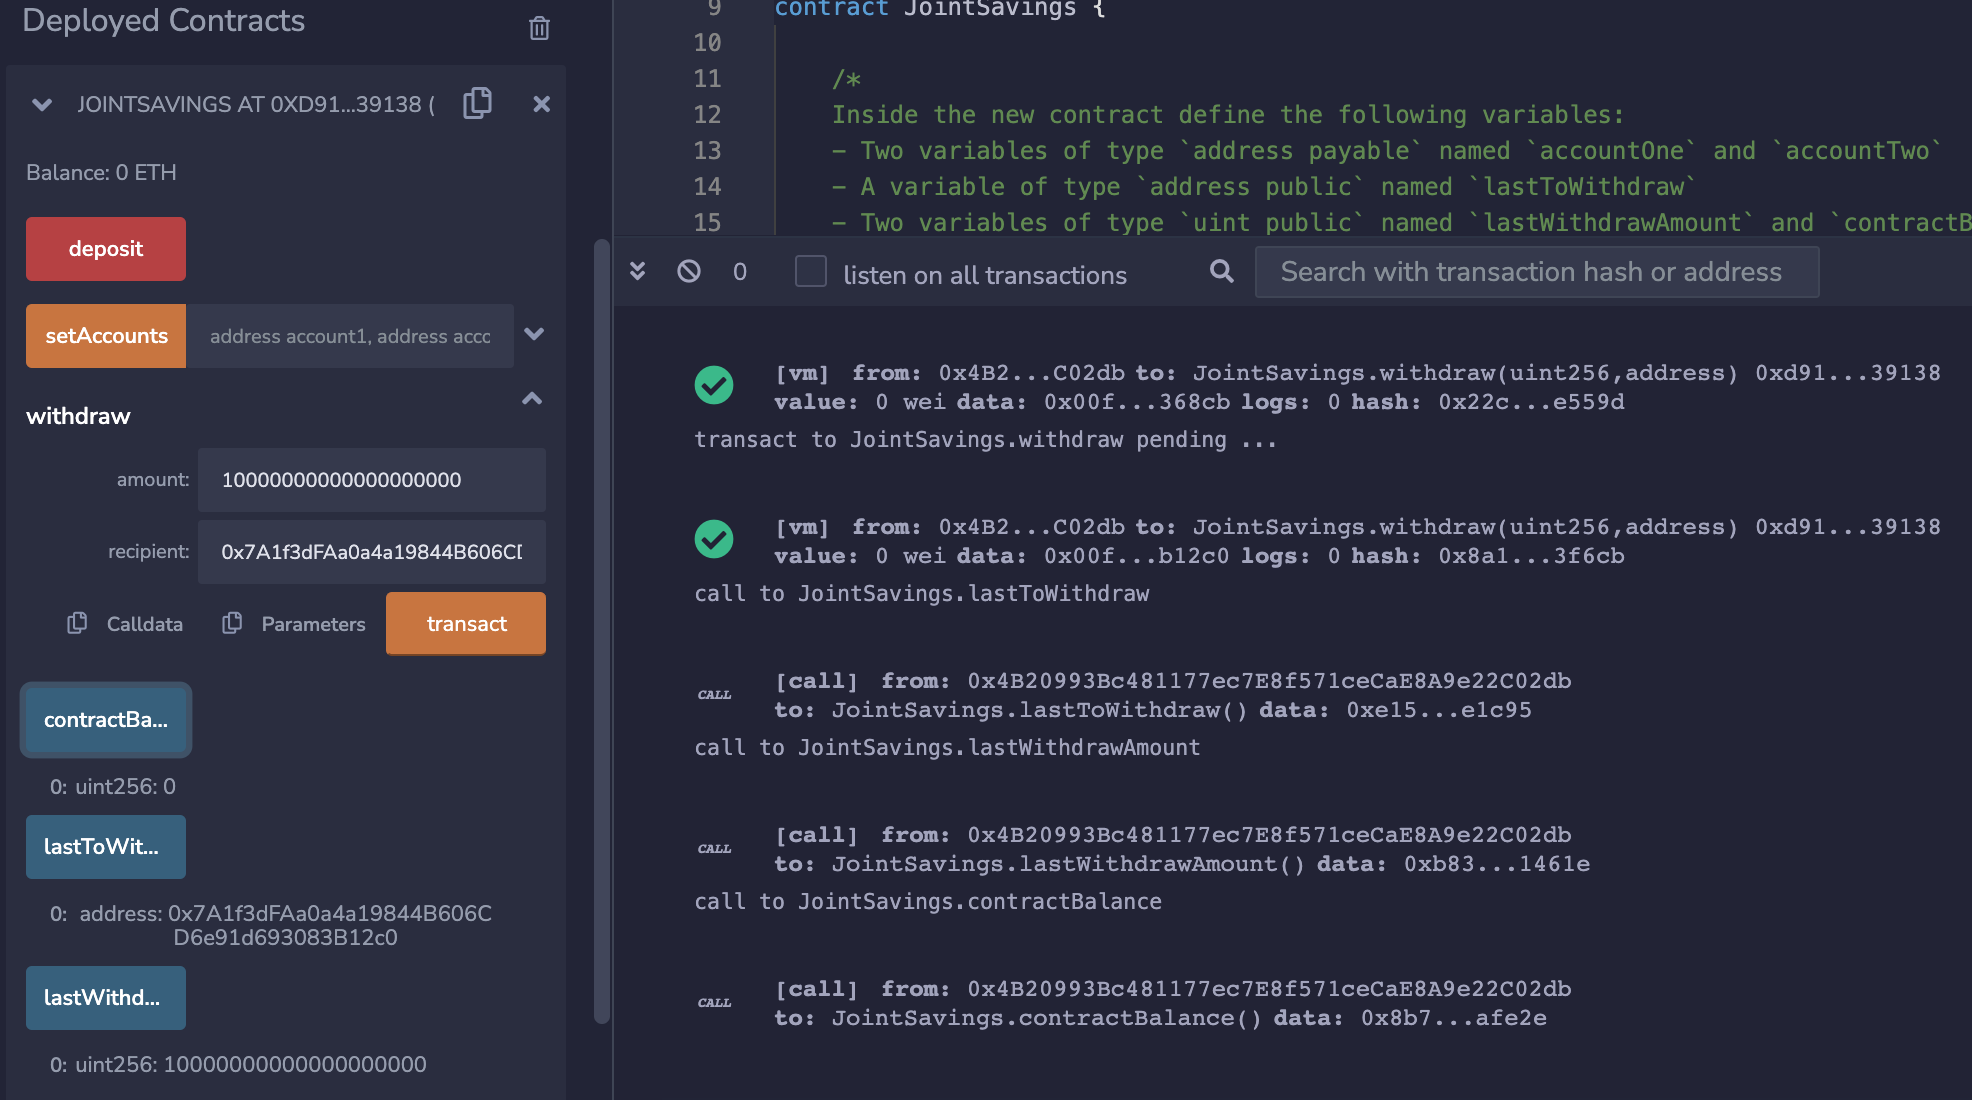 Deployed Contracts
JOINTSAVINGS AT 0XD91...39138 (
Balance: 0 ETH
deposit
setAccounts
address account1, address acco
withdraw
amount:
10000000000000000000
recipient:
0x7A1f3dFAa0a4a19844B606CD
Calldata
Parameters
transact
contractBa...
0: uint256: 0
lastToWit...
0: address: 0x7A1f3dFAa0a4a19844B606C
D6e91d693083B12c0
lastWithd...
0: uint256: 10000000000000000000
9 contract JointSavings {
10
11 /*
12 Inside the new contract define the following variables:
13 - Two variables of type `address payable` named `accountOne` and `accountTwo`
14 - A variable of type `address public` named `lastToWithdraw`
15 - Two variables of type `uint public` named `lastWithdrawAmount` and `contractB
0
listen on all transactions
Search with transaction hash or address
[vm] from: 0x4B2...C02db to: JointSavings.withdraw(uint256,address) 0xd91...39138
value: 0 wei data: 0x00f...368cb logs: 0 hash: 0x22c...e559d
transact to JointSavings.withdraw pending ...
[vm] from: 0x4B2...C02db to: JointSavings.withdraw(uint256,address) 0xd91...39138
value: 0 wei data: 0x00f...b12c0 logs: 0 hash: 0x8a1...3f6cb
call to JointSavings.lastToWithdraw
CALL
[call] from: 0x4B20993Bc481177ec7E8f571ceCaE8A9e22C02db
to: JointSavings.lastToWithdraw() data: 0xe15...e1c95
call to JointSavings.lastWithdrawAmount
CALL
[call] from: 0x4B20993Bc481177ec7E8f571ceCaE8A9e22C02db
to: JointSavings.lastWithdrawAmount() data: 0xb83...1461e
call to JointSavings.contractBalance
CALL
[call] from: 0x4B20993Bc481177ec7E8f571ceCaE8A9e22C02db
to: JointSavings.contractBalance() data: 0x8b7...afe2e